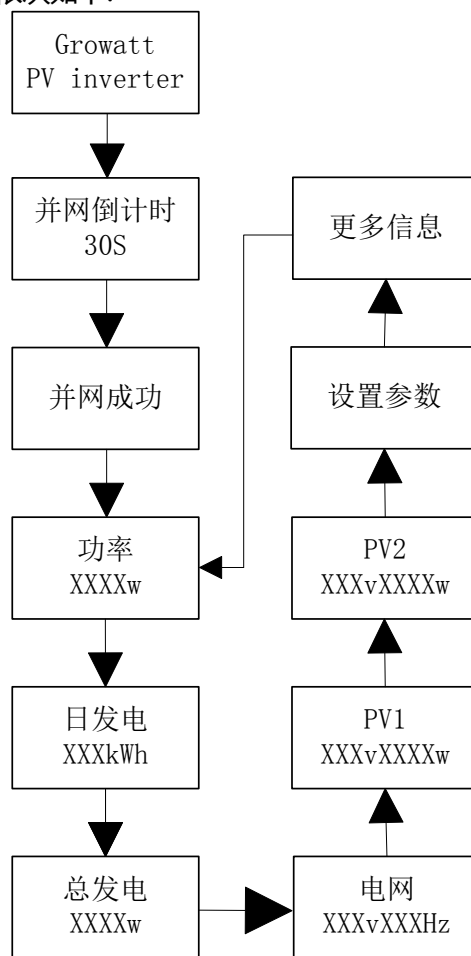 Growatt
PV inverter
并网倒计时
30S
并网成功
功率
XXXXw
日发电
XXXkWh
总发电
XXXXw
电网
XXXvXXXHz
PV1
XXXvXXXXw
PV2
XXXvXXXXw
设置参数
更多信息